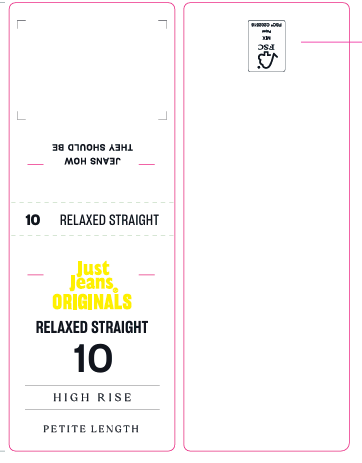 JEANS HOW
THEY SHOULD BE
10 RELAXED STRAIGHT
Just
Jeans®
ORIGINALS
RELAXED STRAIGHT
10
HIGH RISE
PETITE LENGTH
FSC
MIX
Paper